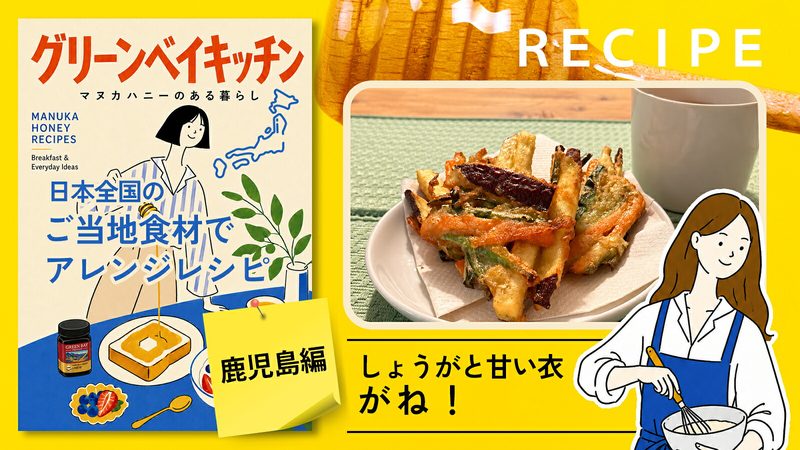 グリーンベイキッチン
マヌカハニーのある暮らし
MANUKA
HONEY
RECIPES
Breakfast &
Everyday Ideas
日本全国の
ご当地食材で
アレンジレシピ
GREEN BAY
鹿児島編
RECIPE
しょうがと甘い衣
がね！